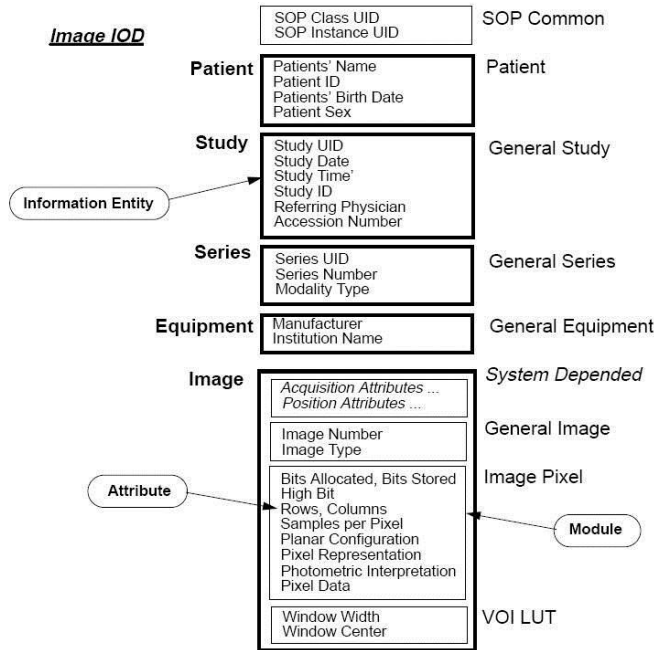 Image IOD
SOP Class UID
SOP Instance UID
SOP Common
Patient
Patients' Name
Patient ID
Patients' Birth Date
Patient Sex
Patient
Study
Study UID
Study Date
Study Time'
Study ID
Referring Physician
Accession Number
General Study
Information Entity
Series
Series UID
Series Number
Modality Type
General Series
Equipment
Manufacturer
Institution Name
General Equipment
Image
System Depended
Acquisition Attributes ...
Position Attributes ...
Image Number
Image Type
General Image
Bits Allocated, Bits Stored
High Bit
Rows, Columns
Samples per Pixel
Planar Configuration
Pixel Representation
Photometric Interpretation
Pixel Data
Image Pixel
Attribute
Module
Window Width
Window Center
VOI LUT